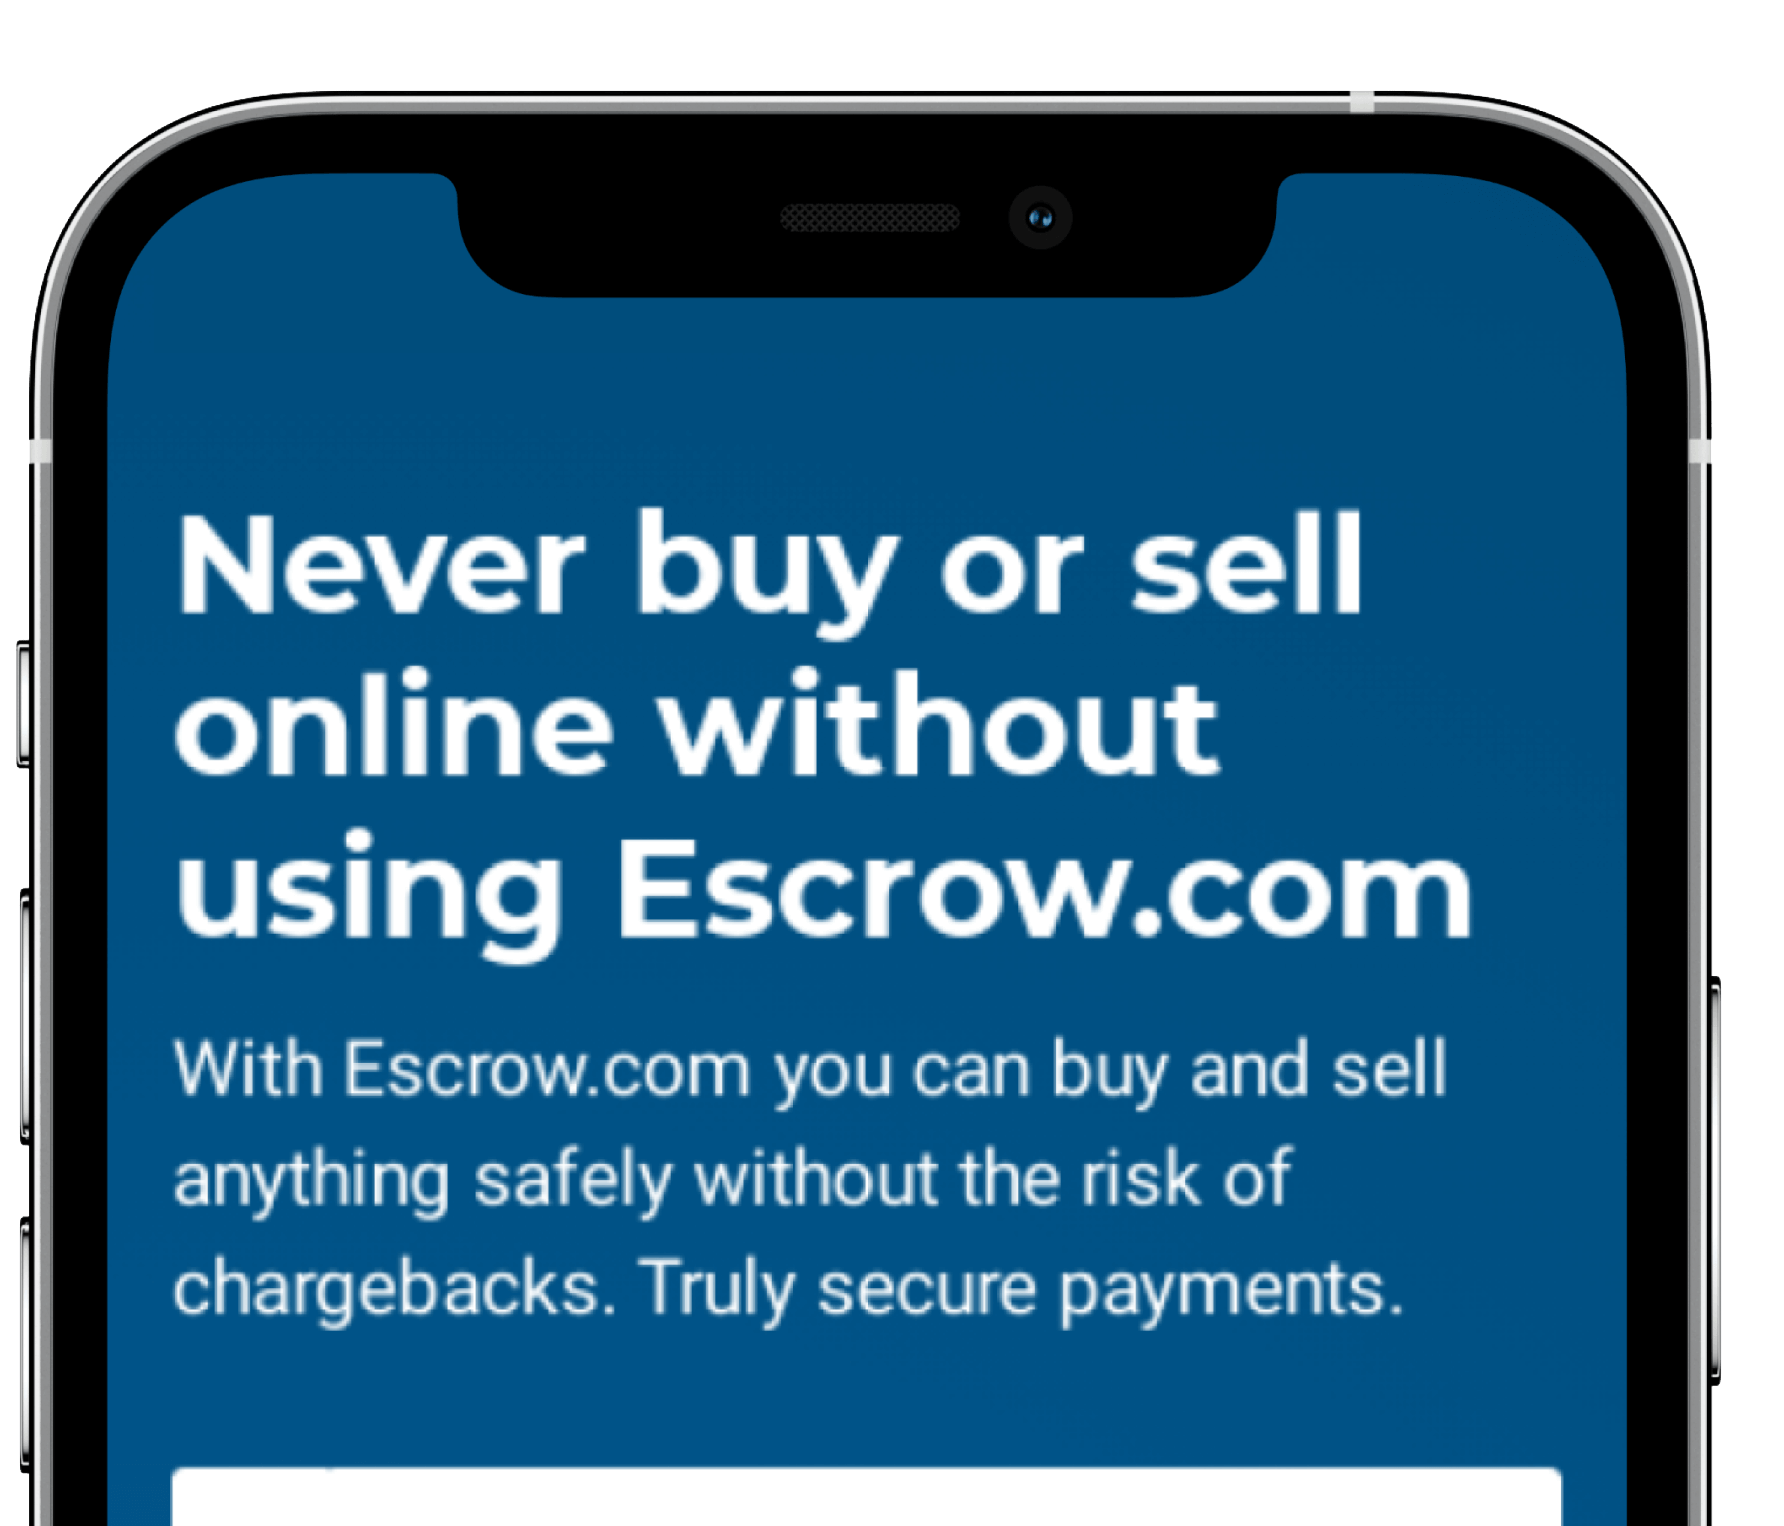 Never buy or sell
online without
using Escrow.com
With Escrow.com you can buy and sell
anything safely without the risk of
chargebacks. Truly secure payments.